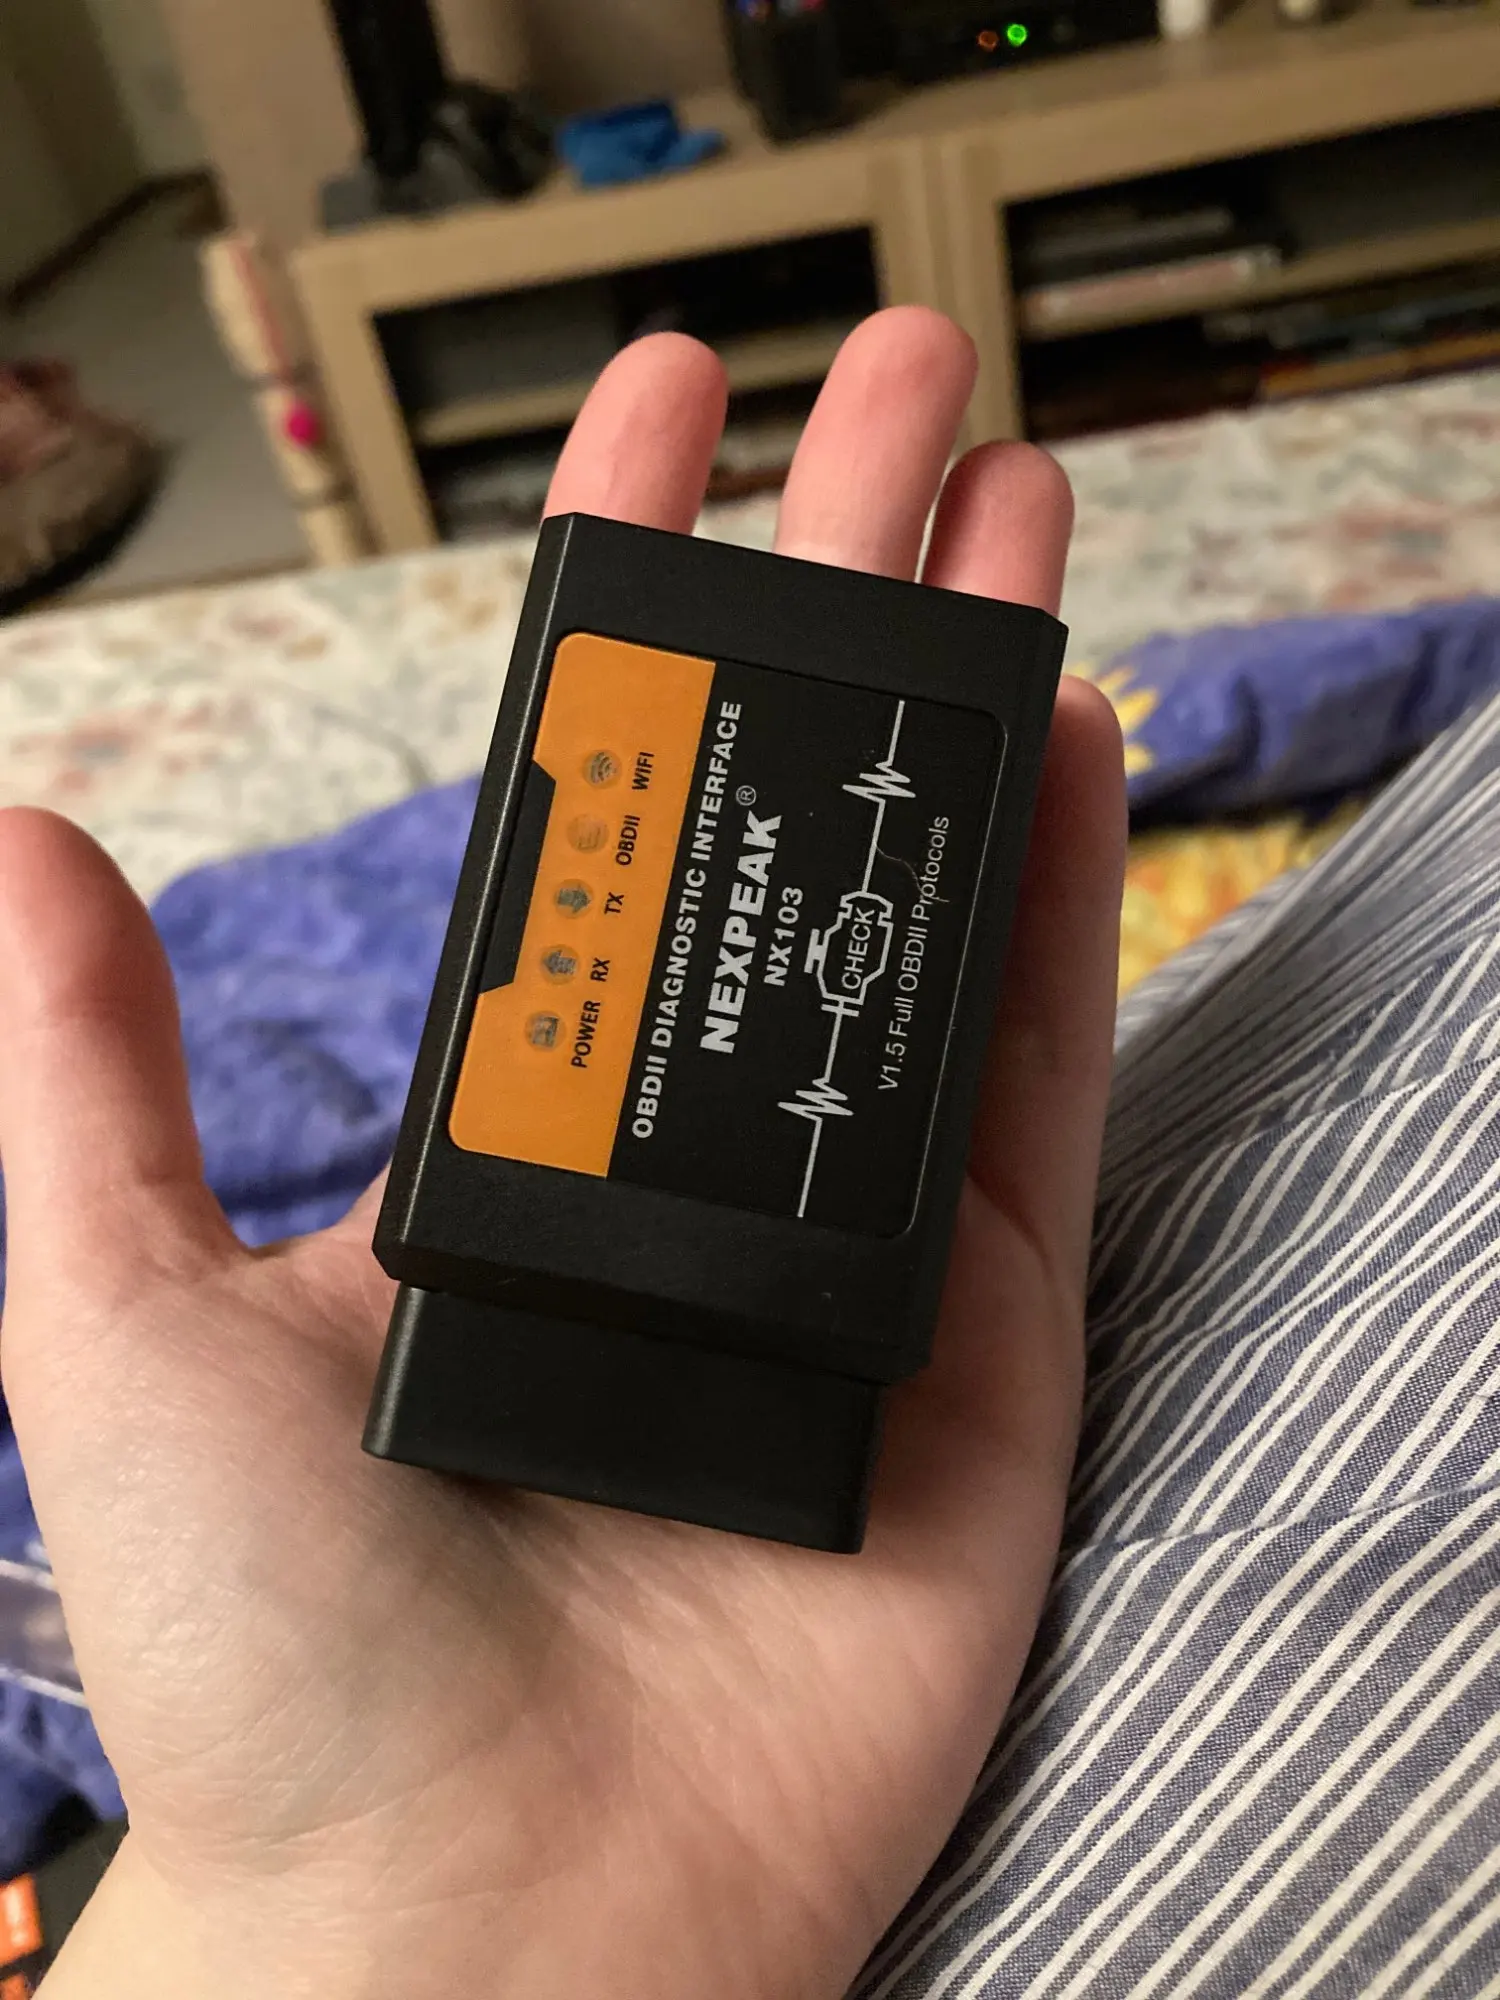 POWER RX TX OBDII WIFI
OBDII DIAGNOSTIC INTERFACE
NEXPEAK®
NX103
CHECK
V1.5 Full OBDII Protocols